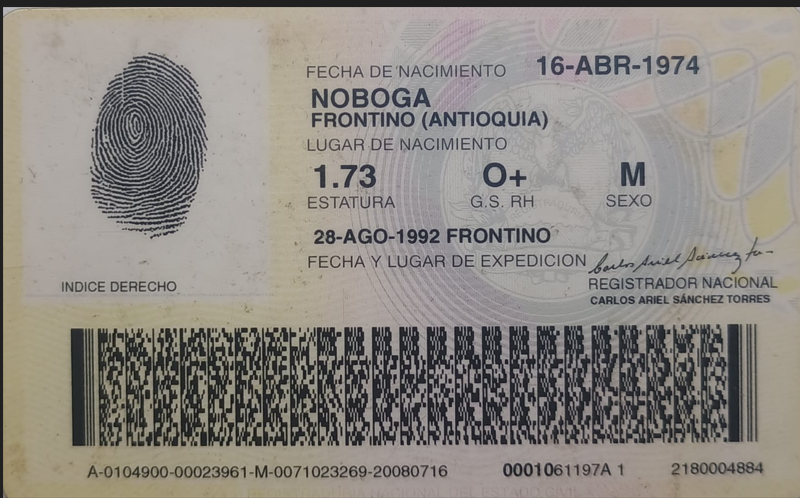 FECHA DE NACIMIENTO 16-ABR-1974
NOBOGA
FRONTINO (ANTIOQUIA)
LUGAR DE NACIMIENTO
1.73 O+ M
ESTATURA G.S. RH SEXO
28-AGO-1992 FRONTINO
FECHA Y LUGAR DE EXPEDICION
INDICE DERECHO
REGISTRADOR NACIONAL
CARLOS ARIEL SÁNCHEZ TORRES
A-0104900-00023961-M-0071023269-20080716 0001061197A 1 2180004884